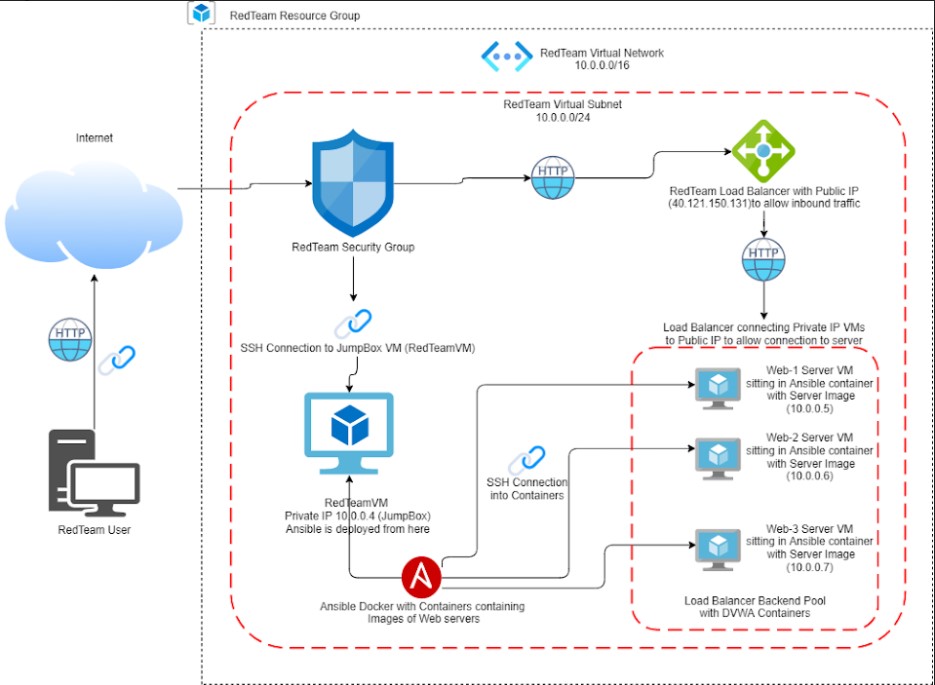 RedTeam Resource Group
RedTeam Virtual Network
10.0.0.0/16
RedTeam Virtual Subnet
10.0.0.0/24
Internet
HTTP
RedTeam Load Balancer with Public IP
(40.121.150.131)to allow inbound traffic
RedTeam Security Group
HTTP
HTTP
SSH Connection to JumpBox VM (RedTeamVM)
Load Balancer connecting Private IP VMs
to Public IP to allow connection to server
Web-1 Server VM
sitting in Ansible container
with Server Image
(10.0.0.5)
Web-2 Server VM
sitting in Ansible container
with Server Image
(10.0.0.6)
SSH Connection
into Containers
RedTeamVM
Private IP 10.0.0.4 (JumpBox)
Ansible is deployed from here
RedTeam User
Web-3 Server VM
sitting in Ansible container
with Server Image
(10.0.0.7)
A
Ansible Docker with Containers containing
Images of Web servers
Load Balancer Backend Pool
with DVWA Containers